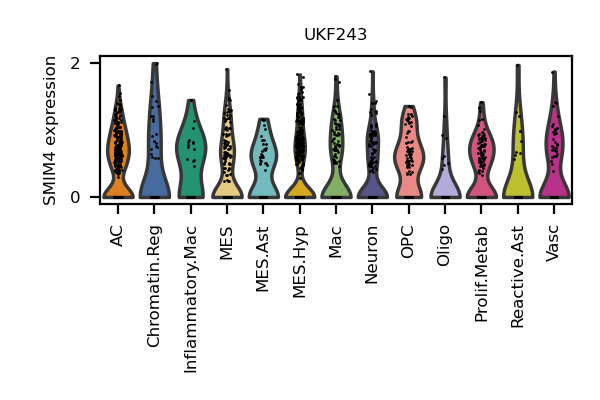 UKF243
SMIM4 expression
2
0
AC
Chromatin.Reg
Inflammatory.Mac
MES
MES.Ast
MES.Hyp
Mac
Neuron
OPC
Oligo
Prolif.Metab
Reactive.Ast
Vasc